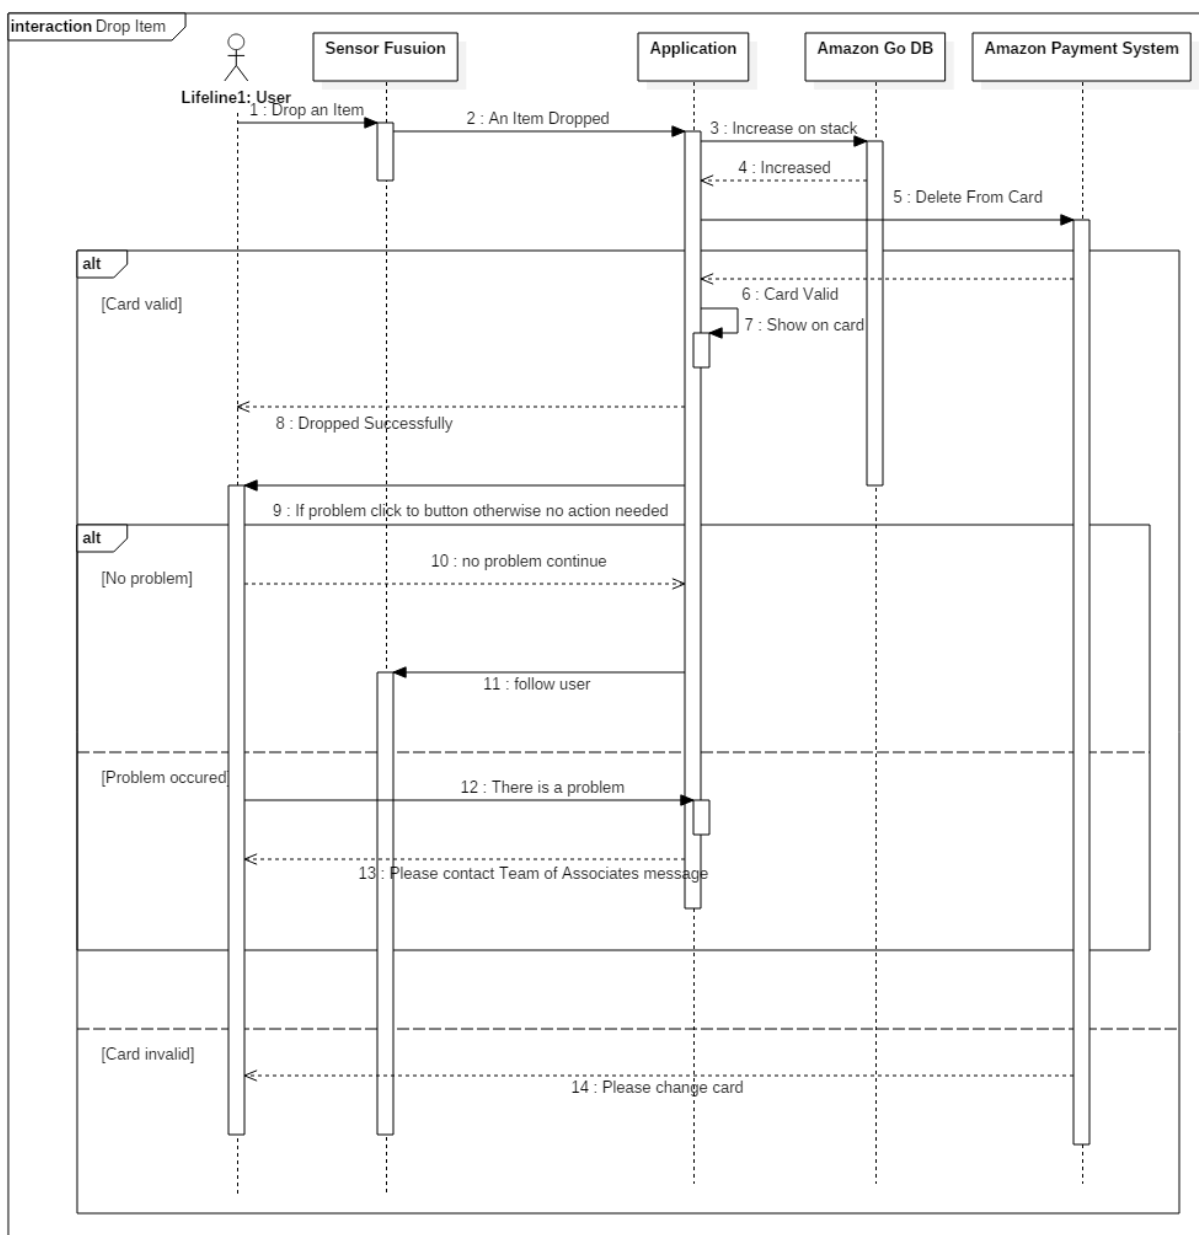 interaction Drop Item
Sensor Fusuion
Application
Amazon Go DB
Amazon Payment System
Lifeline1: User
1 : Drop an Item
2 : An Item Dropped
3 : Increase on stack
4 : Increased
5 : Delete From Card
alt
[Card valid]
6 : Card Valid
7 : Show on card
8 : Dropped Successfully
9 : If problem click to button otherwise no action needed
alt
[No problem]
10 : no problem continue
11 : follow user
[Problem occured]
12 : There is a problem
13 : Please contact Team of Associates message
[Card invalid]
14 : Please change card